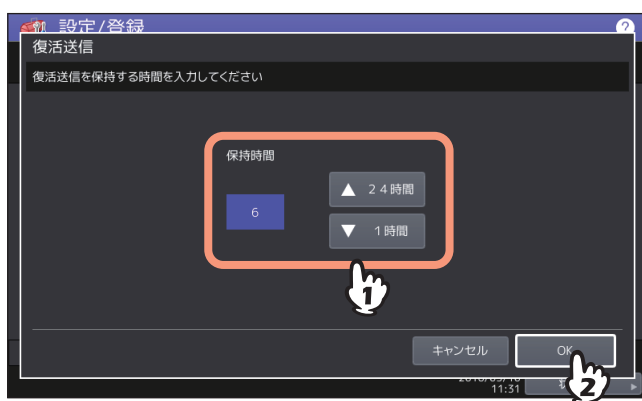 設定/登録
?
復活送信
復活送信を保持する時間を入力してください
保持時間
6
▲ 24時間
▼ 1時間
1
キャンセル
OK
2
11:31